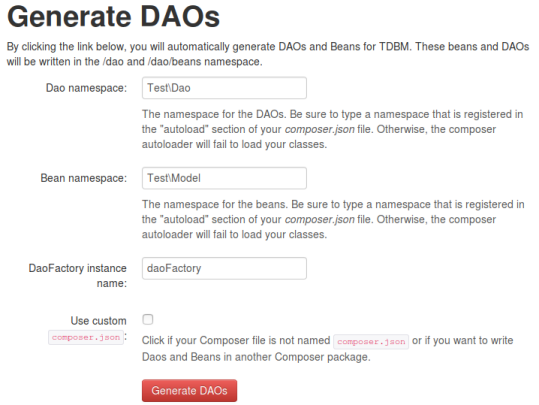 Generate DAOs
By clicking the link below, you will automatically generate DAOs and Beans for TDBM. These beans and DAOs
will be written in the /dao and /dao/beans namespace.
Dao namespace:
Test\Dao
The namespace for the DAOs. Be sure to type a namespace that is registered in
the "autoload" section of your composer.json file. Otherwise, the composer
autoloader will fail to load your classes.
Bean namespace:
Test\Model
The namespace for the beans. Be sure to type a namespace that is registered in
the "autoload" section of your composer.json file. Otherwise, the composer
autoloader will fail to load your classes.
DaoFactory instance
name:
daoFactory
Use custom
composer.json:
Click if your Composer file is not named composer.json or if you want to write
Daos and Beans in another Composer package.
Generate DAOs